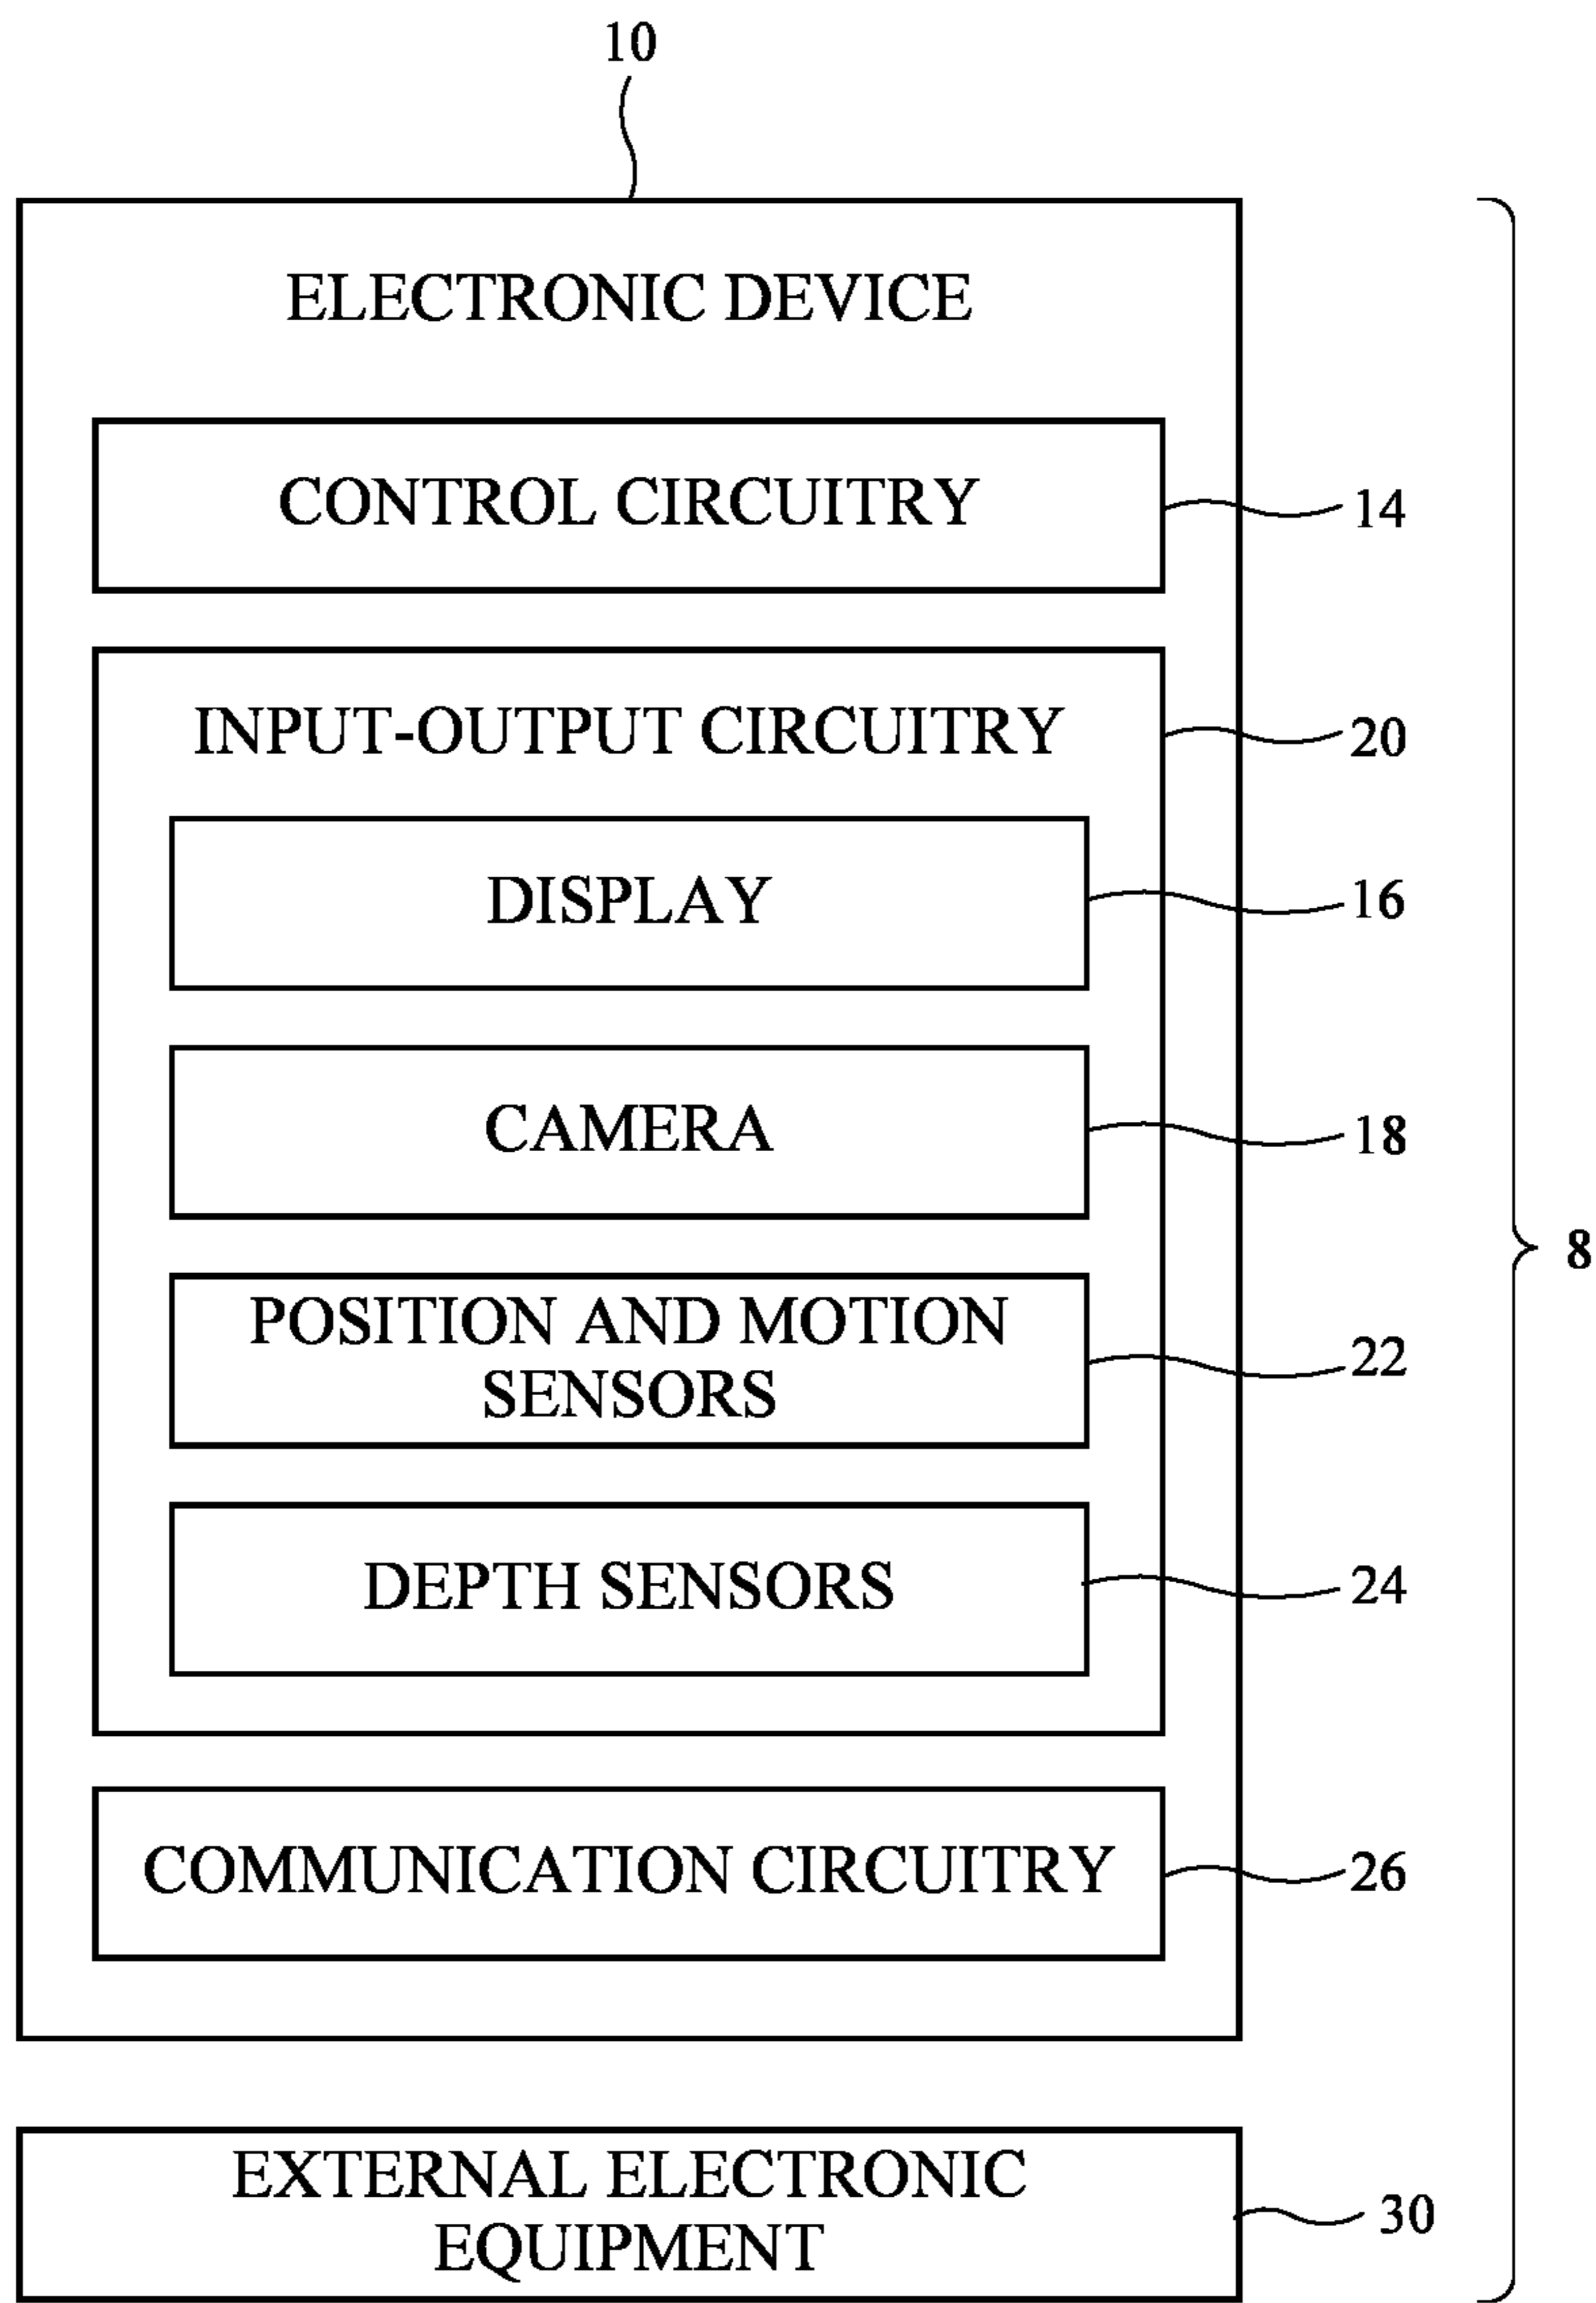 10
ELECTRONIC DEVICE
CONTROL CIRCUITRY
14
INPUT-OUTPUT CIRCUITRY
20
DISPLAY
16
CAMERA
18
8
POSITION AND MOTION
SENSORS
22
DEPTH SENSORS
24
COMMUNICATION CIRCUITRY
26
EXTERNAL ELECTRONIC
EQUIPMENT
30